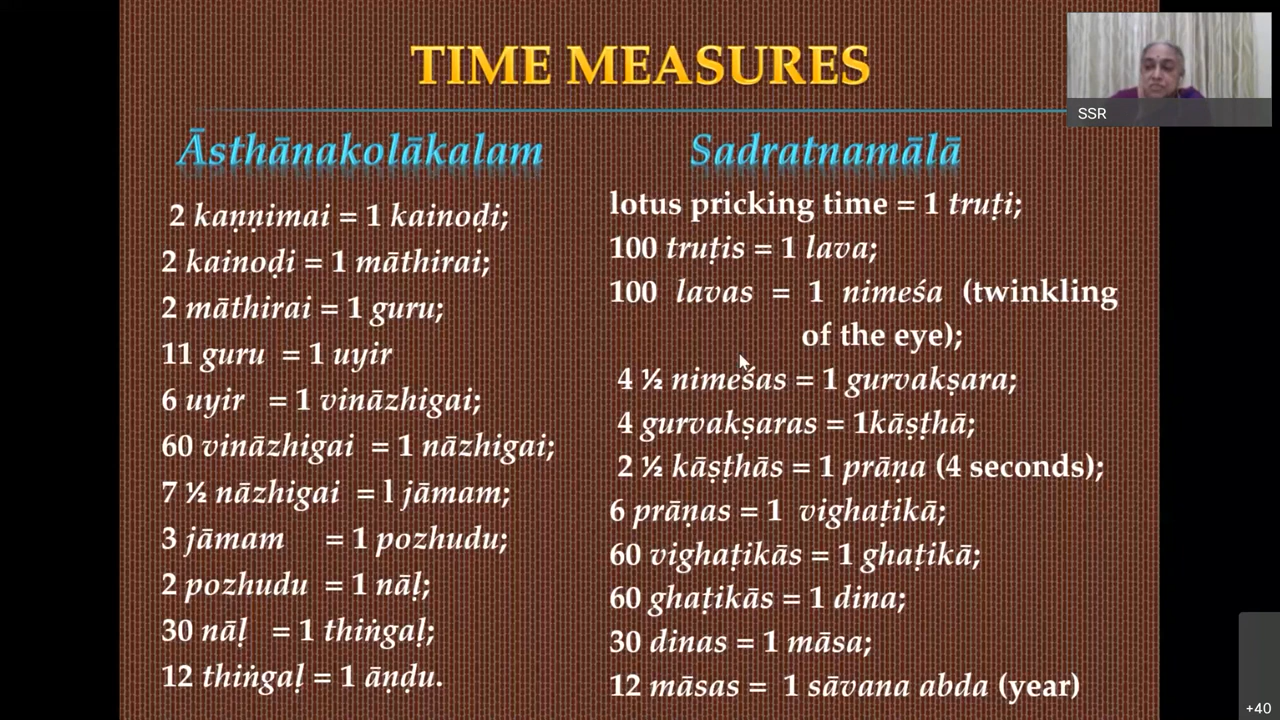 TIME MEASURES
SSR
Āsthānakolākalam
2 kaṇṇimai = 1 kainoḍi;
2 kainoḍi = 1 māthirai;
2 māthirai = 1 guru;
11 guru = 1 uyir
6 uyir = 1 vināzhigai;
60 vināzhigai = 1 nāzhigai;
7 ½ nāzhigai = l jāmam;
3 jāmam = 1 pozhudu;
2 pozhudu = 1 nāḷ;
30 nāḷ = 1 thiṅgaḷ;
12 thiṅgaḷ = 1 āṇḍu.
Sadratnamālā
lotus pricking time = 1 truṭi;
100 truṭis = 1 lava;
100 lavas = 1 nimeśa (twinkling
of the eye);
4 ½ nimeśas = 1 gurvakṣara;
4 gurvakṣaras = 1kāṣṭhā;
2 ½ kāṣṭhās = 1 prāṇa (4 seconds);
6 prāṇas = 1 vighaṭikā;
60 vighaṭikās = 1 ghaṭikā;
60 ghaṭikās = 1 dina;
30 dinas = 1 māsa;
12 māsas = 1 sāvana abda (year)
+40